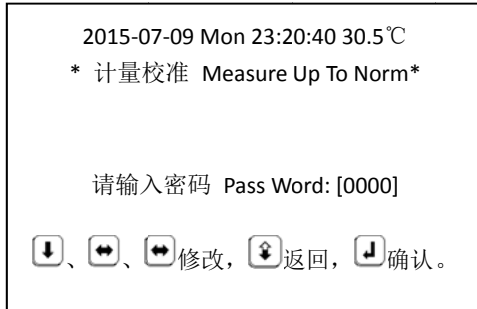 2015-07-09 Mon 23:20:40 30.5℃
* 计量校准 Measure Up To Norm*
请输入密码 Pass Word: [0000]
⬇、⬌、⬌修改，⇳返回，↲确认。